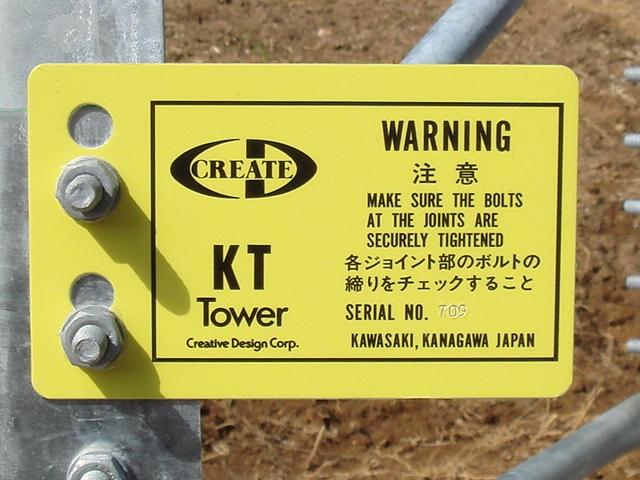 CREATE
KT
Tower
Creative Design Corp.
WARNING
注意
MAKE SURE THE BOLTS
AT THE JOINTS ARE
SECURELY TIGHTENED
各ジョイント部のボルトの
締りをチェックすること
SERIAL NO. 709
KAWASAKI, KANAGAWA JAPAN